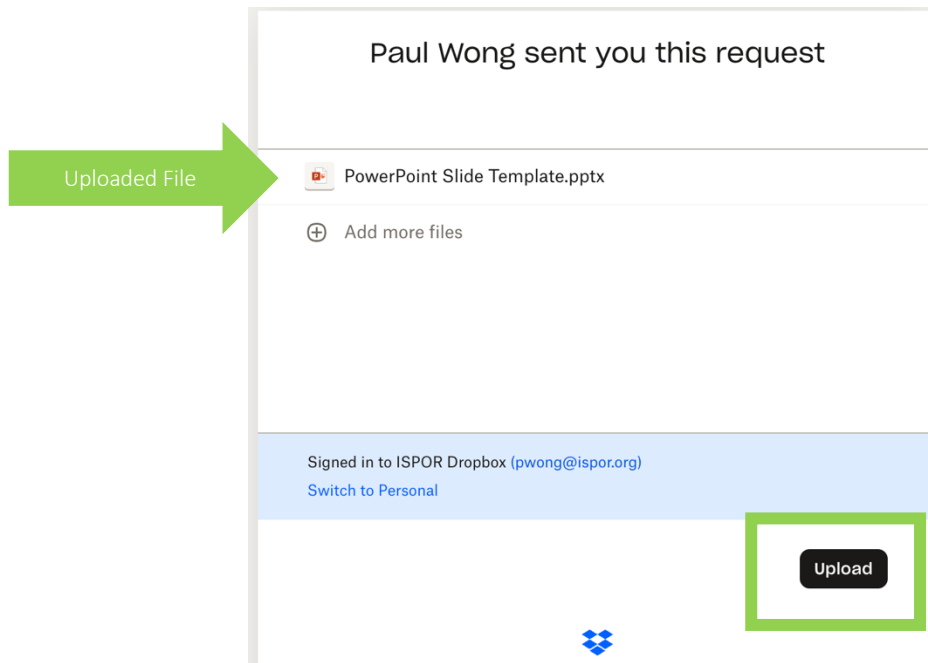 Paul Wong sent you this request
Uploaded File
PowerPoint Slide Template.pptx
Add more files
Signed in to ISPOR Dropbox (pwong@ispor.org)
Switch to Personal
Upload